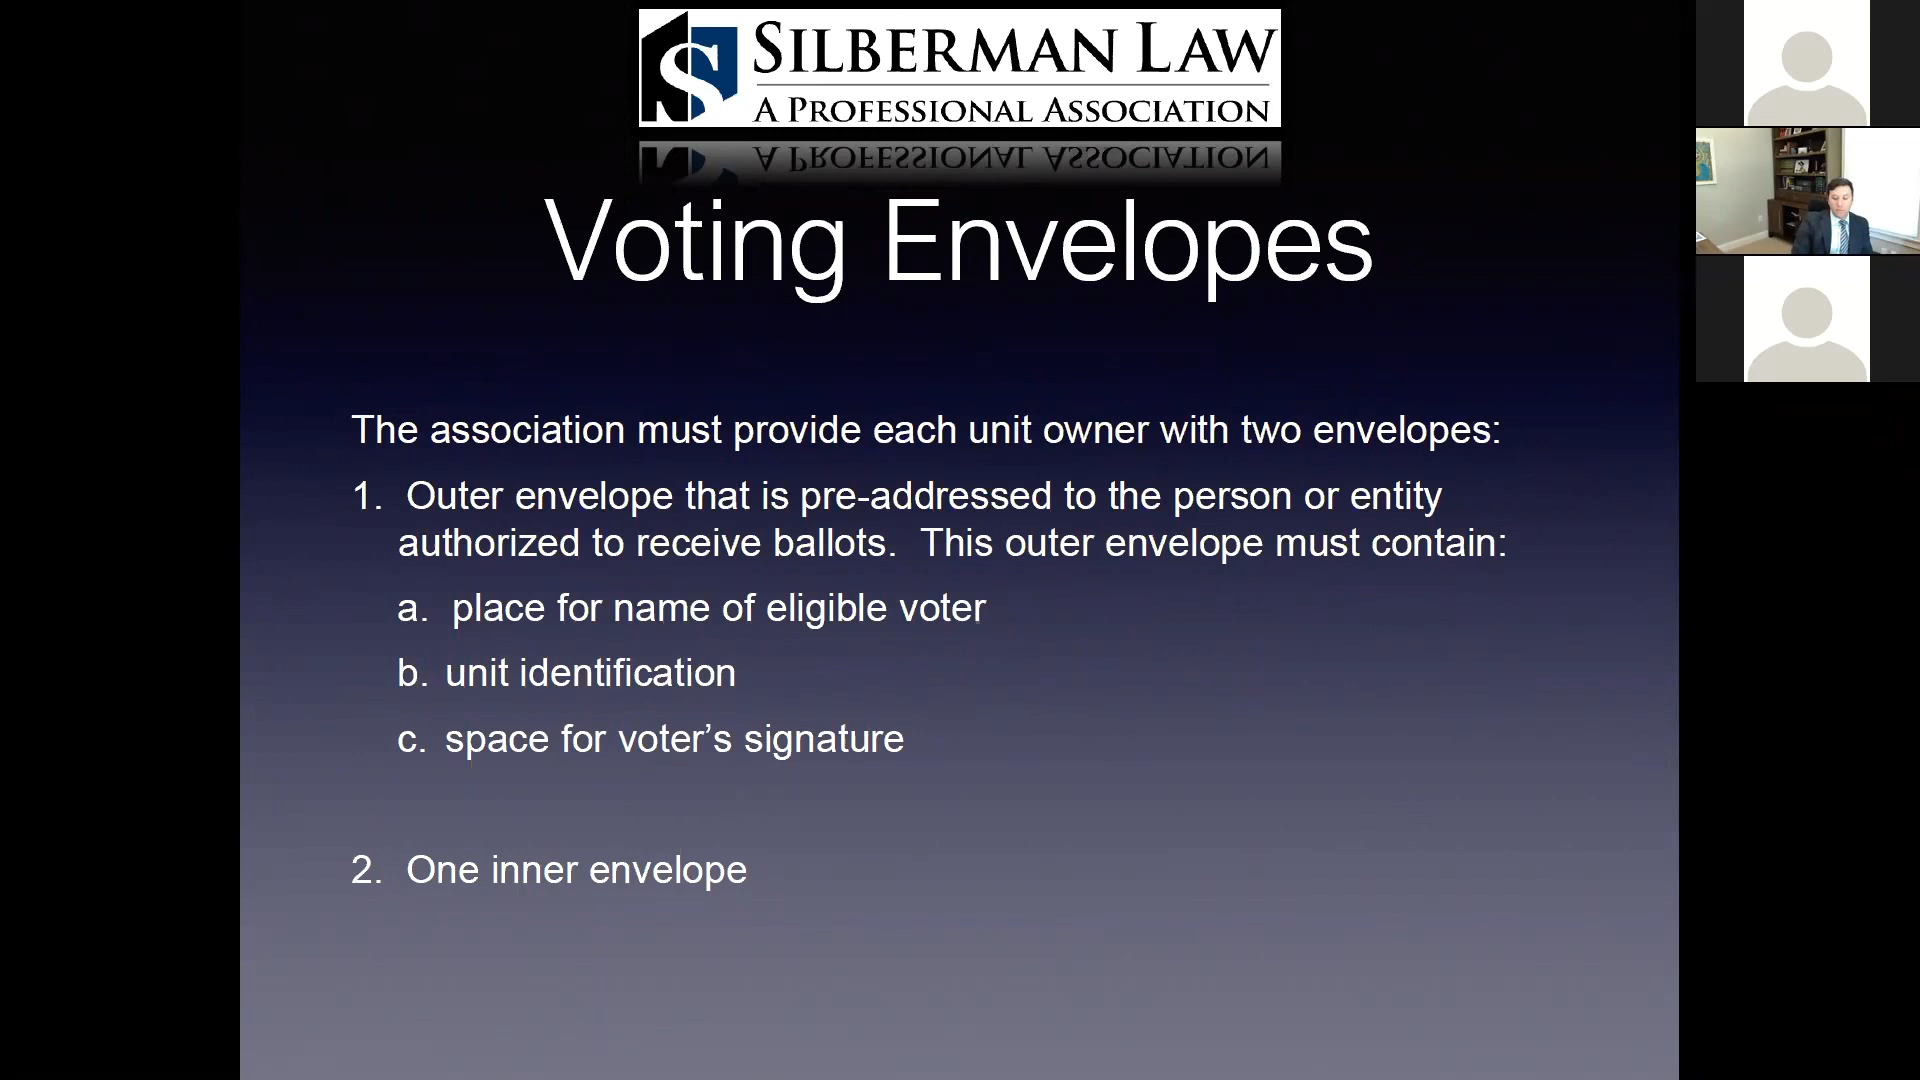 SILBERMAN LAW
A PROFESSIONAL ASSOCIATION
Voting Envelopes
The association must provide each unit owner with two envelopes:
1. Outer envelope that is pre-addressed to the person or entity
authorized to receive ballots. This outer envelope must contain:
a. place for name of eligible voter
b. unit identification
c. space for voter’s signature
2. One inner envelope